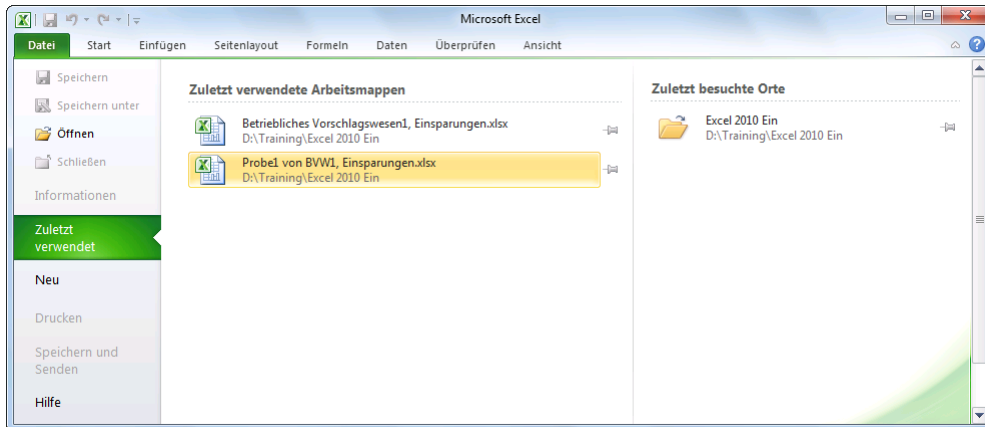 Microsoft Excel
Datei Start Einfügen Seitenlayout Formeln Daten Überprüfen Ansicht
Speichern
Speichern unter
Öffnen
Schließen
Informationen
Zuletzt
verwendet
Neu
Drucken
Speichern und
Senden
Hilfe
Zuletzt verwendete Arbeitsmappen
Betriebliches Vorschlagswesen1, Einsparungen.xlsx
D:\Training\Excel 2010 Ein
Probe1 von BVW1, Einsparungen.xlsx
D:\Training\Excel 2010 Ein
Zuletzt besuchte Orte
Excel 2010 Ein
D:\Training\Excel 2010 Ein